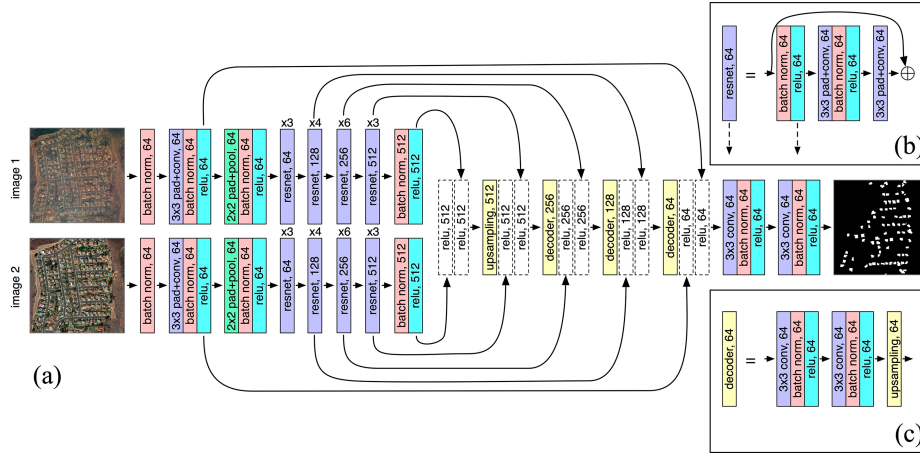 image 1
batch norm, 64
3x3 pad+conv, 64
batch norm, 64
relu, 64
2x2 pad+pool, 64
batch norm, 64
relu, 64
x3
resnet, 64
x4
resnet, 128
x6
resnet, 256
x3
resnet, 512
batch norm, 512
relu, 512
image 2
batch norm, 64
3x3 pad+conv, 64
batch norm, 64
relu, 64
2x2 pad+pool, 64
batch norm, 64
relu, 64
x3
resnet, 64
x4
resnet, 128
x6
resnet, 256
x3
resnet, 512
batch norm, 512
relu, 512
(a)
relu, 512
relu, 512
upsampling, 512
relu, 512
relu, 512
decoder, 256
relu, 256
relu, 256
decoder, 128
relu, 128
relu, 128
decoder, 64
relu, 64
relu, 64
3x3 conv, 64
batch norm, 64
relu, 64
3x3 conv, 64
batch norm, 64
relu, 64
resnet, 64
=
batch norm, 64
relu, 64
3x3 pad+conv, 64
batch norm, 64
relu, 64
3x3 pad+conv, 64
(b)
decoder, 64
=
3x3 conv, 64
batch norm, 64
relu, 64
3x3 conv, 64
batch norm, 64
relu, 64
upsampling, 64
(c)